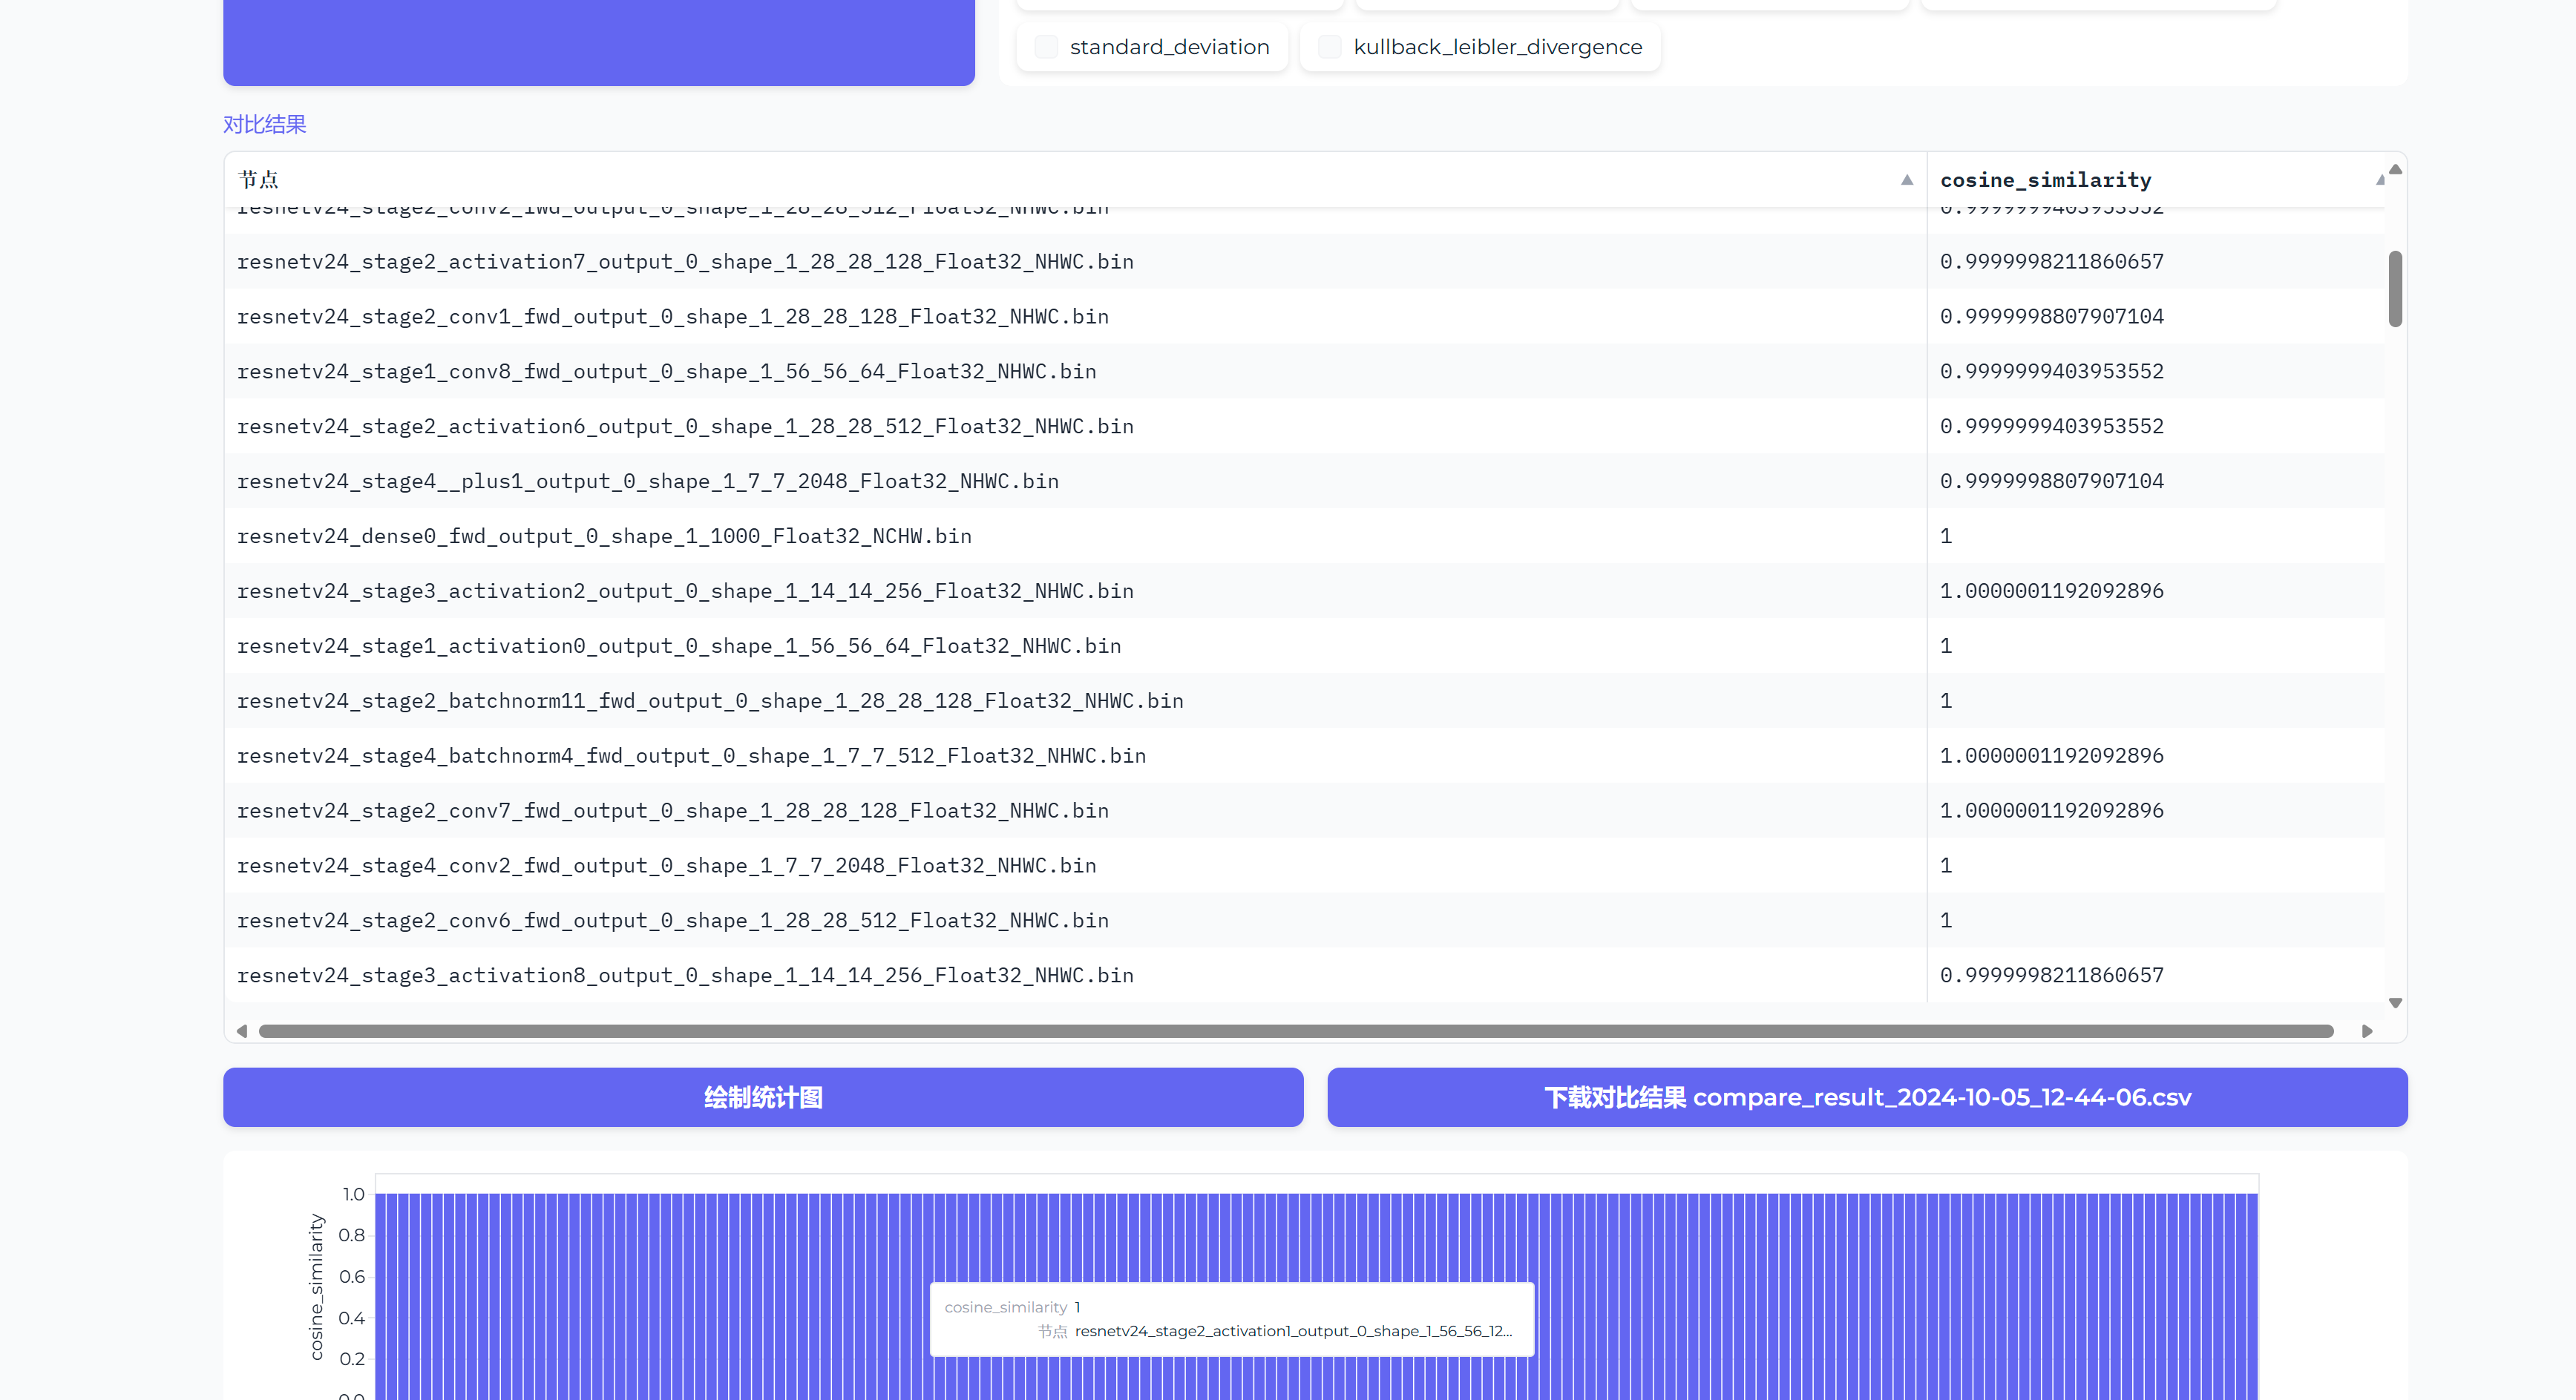 standard_deviation kullback_leibler_divergence
对比结果
节点 cosine_similarity
resnetv24_stage2_conv2_fwd_output_0_shape_1_28_28_512_Float32_NHWC.bin 0.9999999403953552
resnetv24_stage2_activation7_output_0_shape_1_28_28_128_Float32_NHWC.bin 0.9999998211860657
resnetv24_stage2_conv1_fwd_output_0_shape_1_28_28_128_Float32_NHWC.bin 0.9999998807907104
resnetv24_stage1_conv8_fwd_output_0_shape_1_56_56_64_Float32_NHWC.bin 0.9999999403953552
resnetv24_stage2_activation6_output_0_shape_1_28_28_512_Float32_NHWC.bin 0.9999999403953552
resnetv24_stage4__plus1_output_0_shape_1_7_7_2048_Float32_NHWC.bin 0.9999998807907104
resnetv24_dense0_fwd_output_0_shape_1_1000_Float32_NCHW.bin 1
resnetv24_stage3_activation2_output_0_shape_1_14_14_256_Float32_NHWC.bin 1.0000001192092896
resnetv24_stage1_activation0_output_0_shape_1_56_56_64_Float32_NHWC.bin 1
resnetv24_stage2_batchnorm11_fwd_output_0_shape_1_28_28_128_Float32_NHWC.bin 1
resnetv24_stage4_batchnorm4_fwd_output_0_shape_1_7_7_512_Float32_NHWC.bin 1.0000001192092896
resnetv24_stage2_conv7_fwd_output_0_shape_1_28_28_128_Float32_NHWC.bin 1.0000001192092896
resnetv24_stage4_conv2_fwd_output_0_shape_1_7_7_2048_Float32_NHWC.bin 1
resnetv24_stage2_conv6_fwd_output_0_shape_1_28_28_512_Float32_NHWC.bin 1
resnetv24_stage3_activation8_output_0_shape_1_14_14_256_Float32_NHWC.bin 0.9999998211860657
绘制统计图 下载对比结果 compare_result_2024-10-05_12-44-06.csv
1.0
0.8
0.6
0.4
0.2
0.0
cosine_similarity
cosine_similarity 1
节点 resnetv24_stage2_activation1_output_0_shape_1_56_56_12...